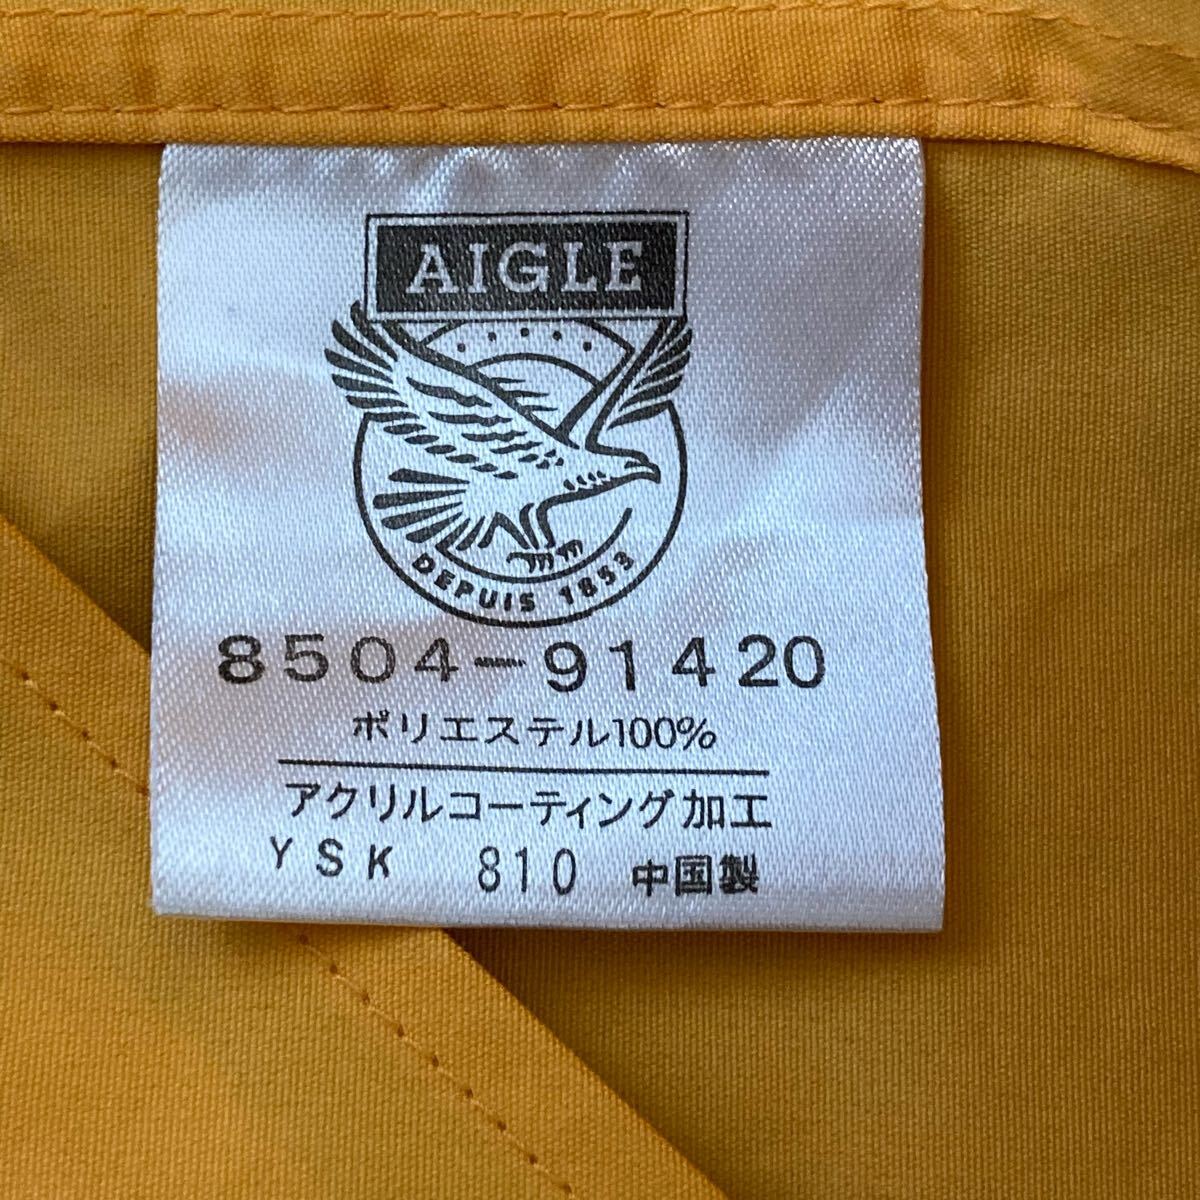 AIGLE
DEPUIS 1853
8504-91420
ポリエステル100%
アクリルコーティング加工
YSK 810 中国製